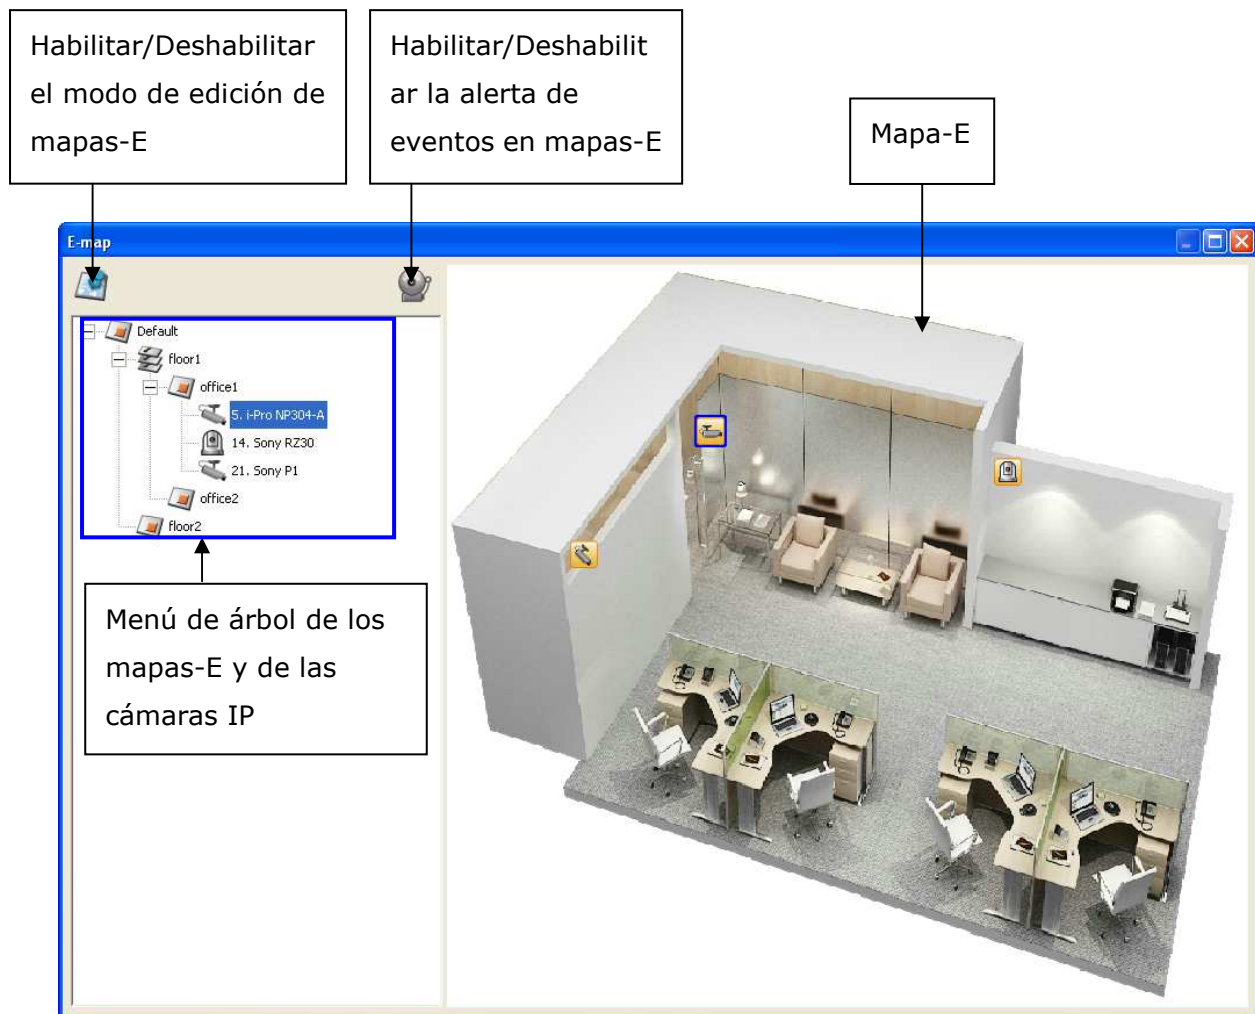 Habilitar/Deshabilitar
el modo de edición de
mapas-E
Habilitar/Deshabilit
ar la alerta de
eventos en mapas-E
Mapa-E
E-map
Default
floor1
office1
5. i-Pro NP304-A
14. Sony RZ30
21. Sony P1
office2
floor2
Menú de árbol de los
mapas-E y de las
cámaras IP